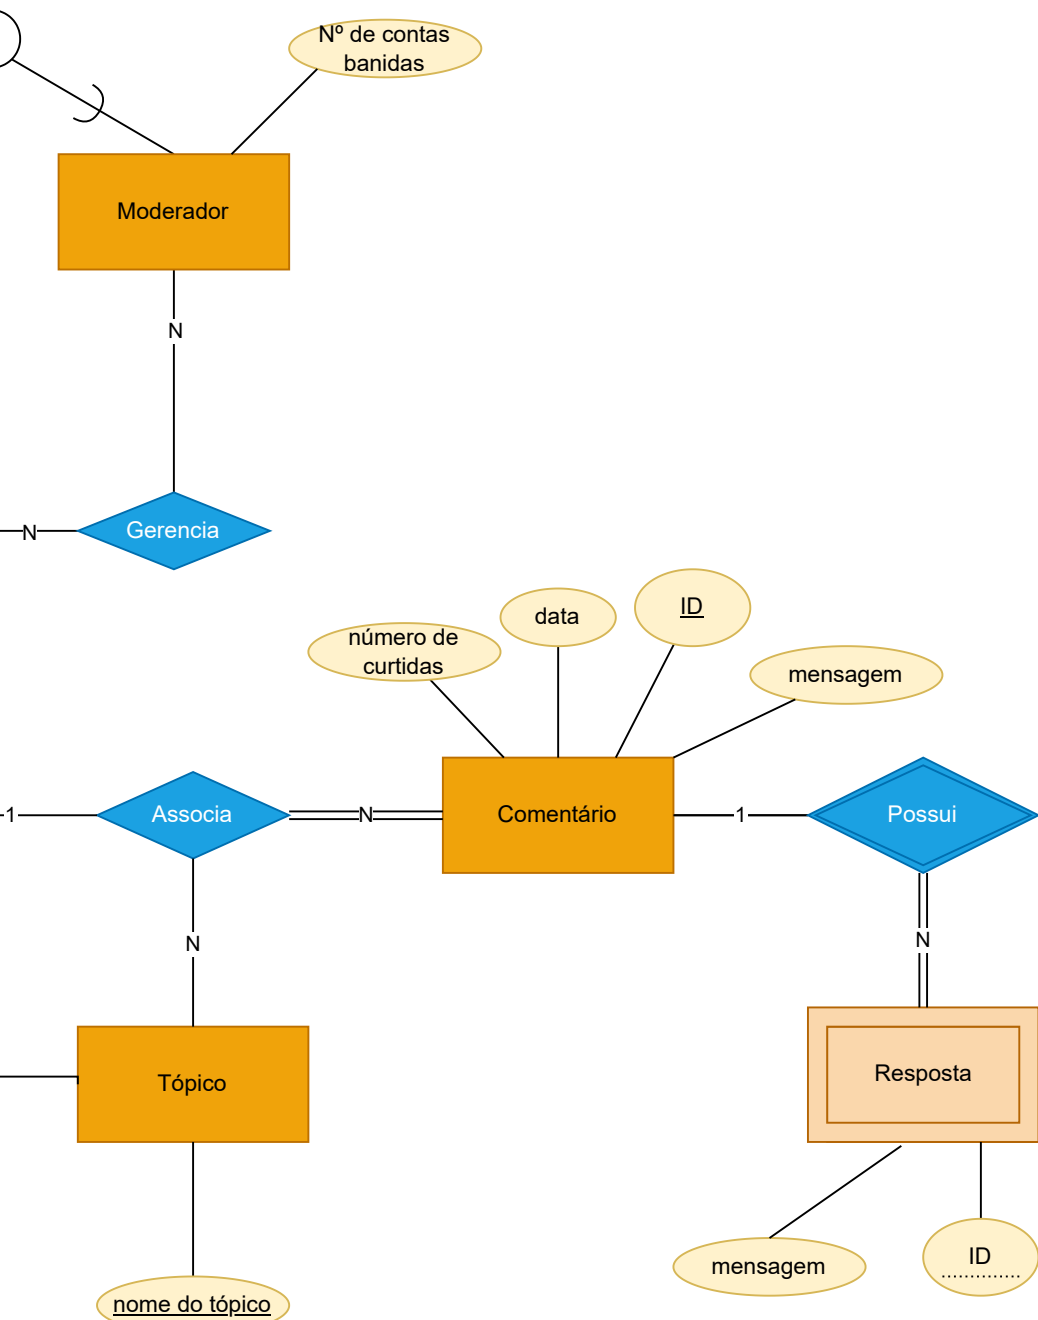 Nº de contas
banidas
Moderador
N
N
Gerencia
ID
data
número de
curtidas
mensagem
1
Associa
N
Comentário
1
Possui
N
N
Tópico
Resposta
mensagem
ID
nome do tópico